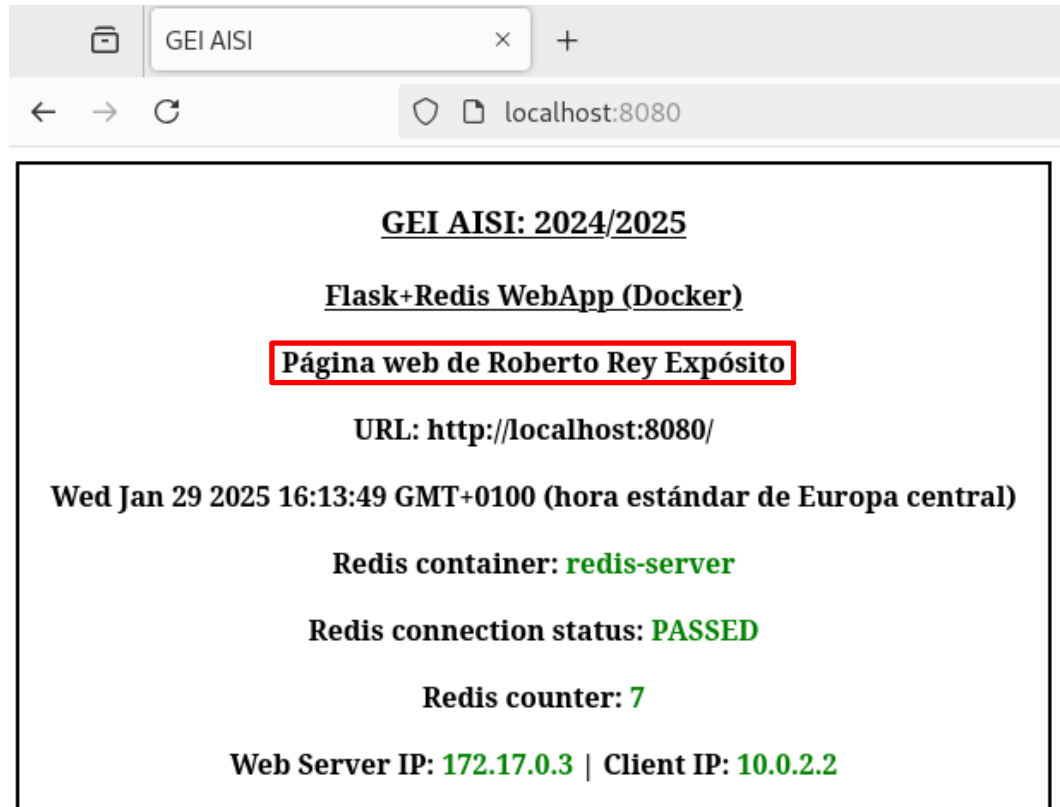 GEI AISI
localhost:8080
GEI AISI: 2024/2025
Flask+Redis WebApp (Docker)
Página web de Roberto Rey Expósito
URL: http://localhost:8080/
Wed Jan 29 2025 16:13:49 GMT+0100 (hora estándar de Europa central)
Redis container: redis-server
Redis connection status: PASSED
Redis counter: 7
Web Server IP: 172.17.0.3 | Client IP: 10.0.2.2